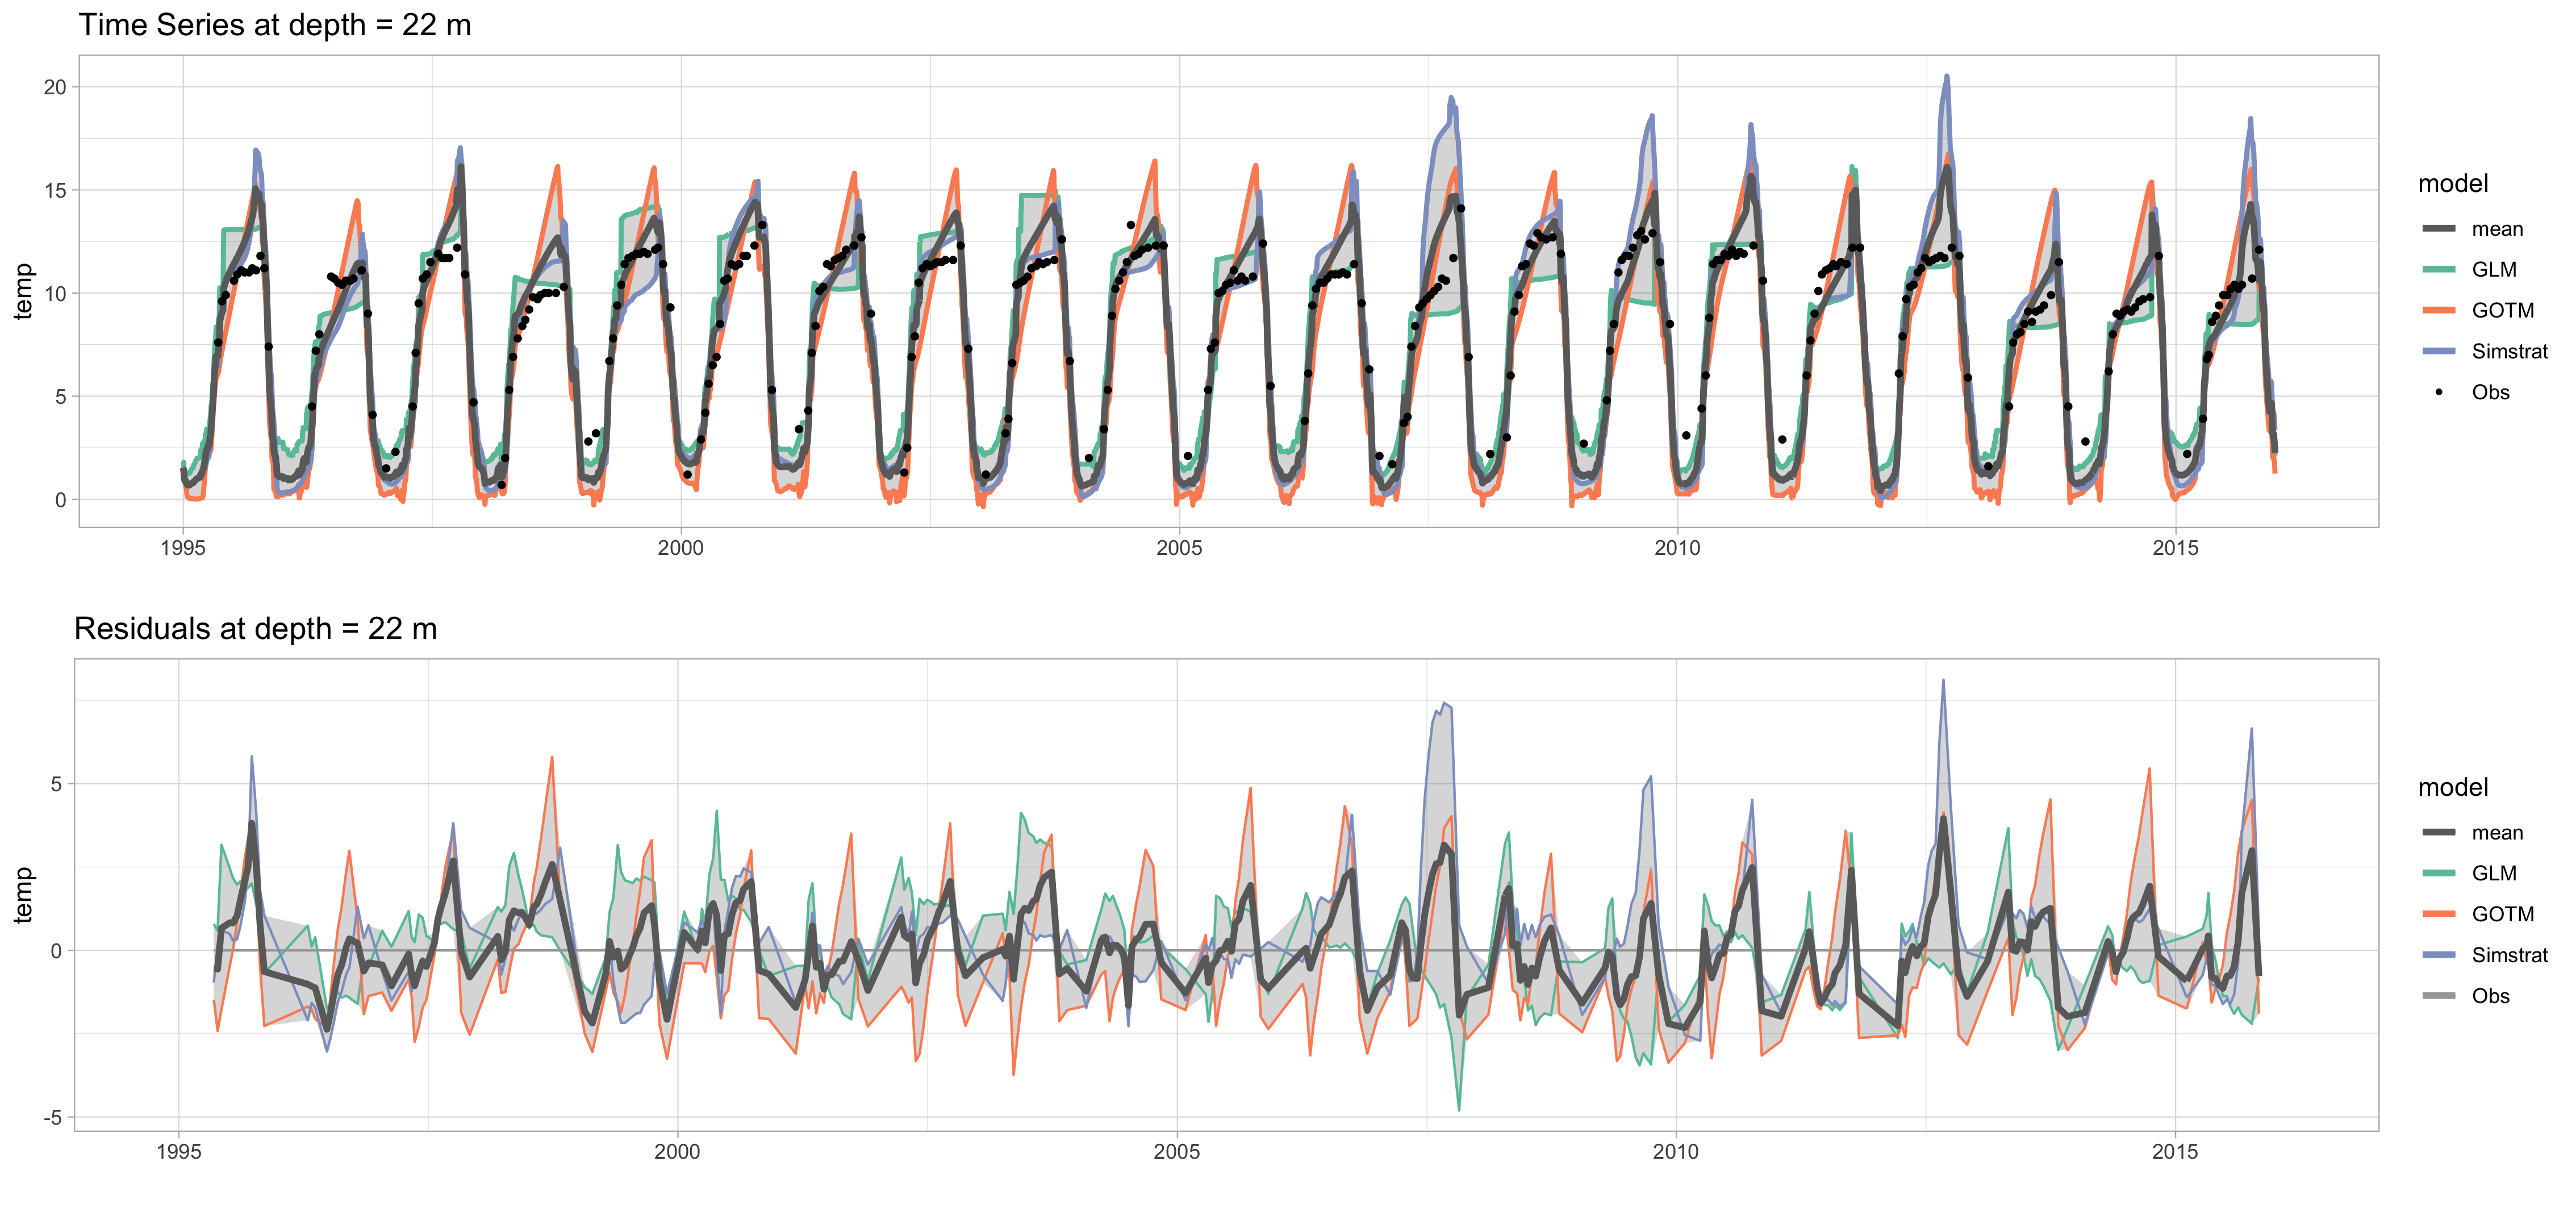 Time Series at depth = 22 m
20
15
10
5
0
temp
1995 2000 2005 2010 2015
model
mean
GLM
GOTM
Simstrat
Obs
Residuals at depth = 22 m
5
0
-5
temp
1995 2000 2005 2010 2015
model
mean
GLM
GOTM
Simstrat
Obs